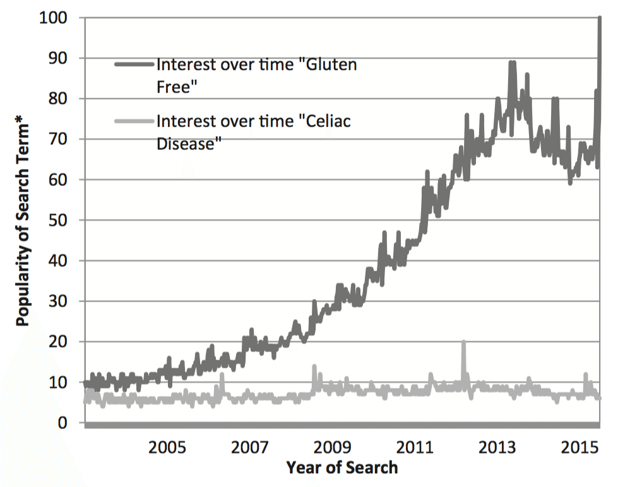 100
90
80
70
60
50
40
30
20
10
0
Popularity of Search Term*
Interest over time "Gluten
Free"
Interest over time "Celiac
Disease"
2005 2007 2009 2011 2013 2015
Year of Search